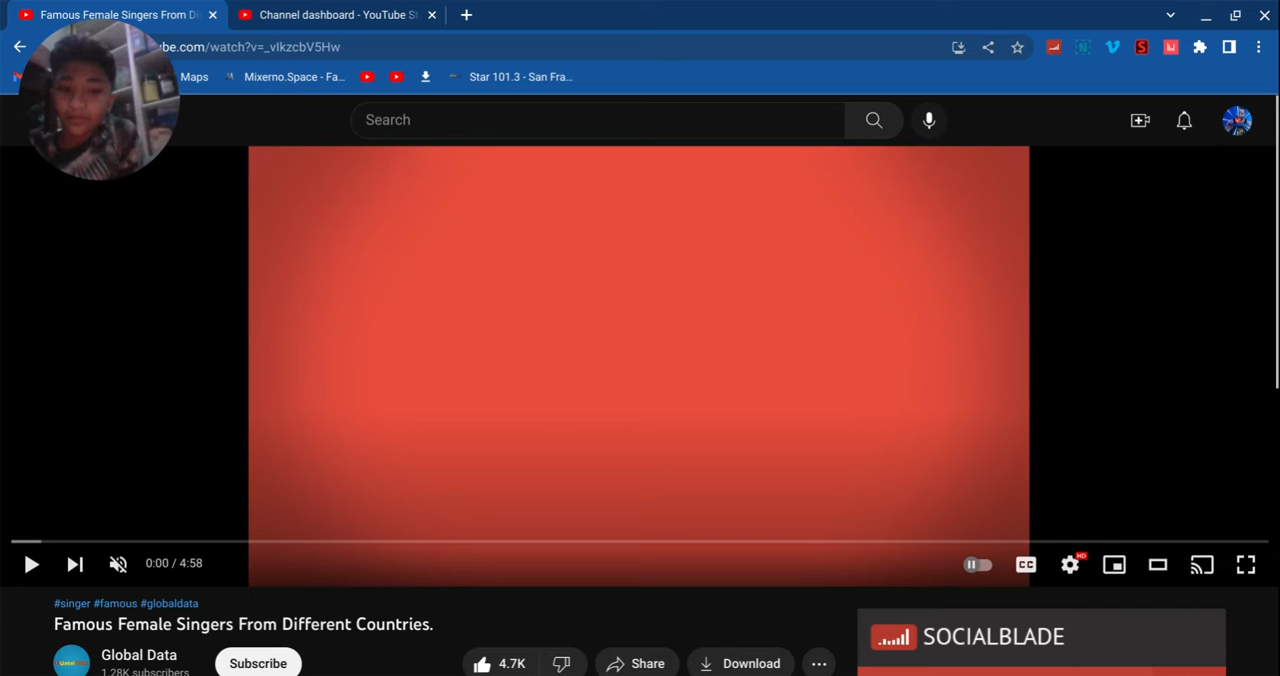 Famous Female Singers From Di
Channel dashboard - YouTube St
be.com/watch?v=_vIkzcbV5Hw
Maps
Mixerno.Space - Fa...
Star 101.3 - San Fra...
Search
0:00 / 4:58
CC
HD
#singer #famous #globaldata
Famous Female Singers From Different Countries.
Global Data
1.28K subscribers
Subscribe
4.7K
Share
Download
SOCIALBLADE